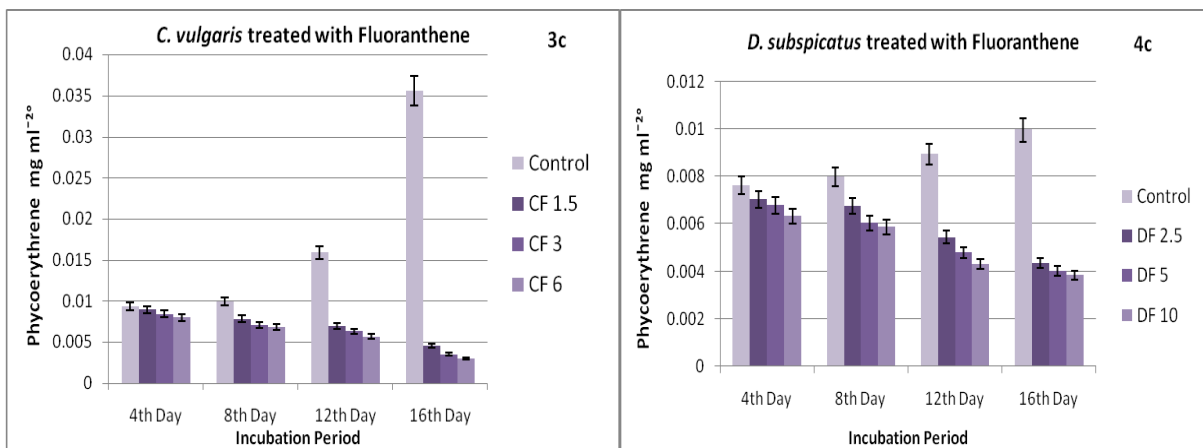 C. vulgaris treated with Fluoranthene 3c
Phycoerythrene mg ml⁻²°
0.04
0.035
0.03
0.025
0.02
0.015
0.01
0.005
0
4th Day 8th Day 12th Day 16th Day
Incubation Period
Control
CF 1.5
CF 3
CF 6
D. subspicatus treated with Fluoranthene 4c
Phycoerythrene mg ml⁻²°
0.012
0.01
0.008
0.006
0.004
0.002
0
4th Day 8th Day 12th Day 16th Day
Incubation Period
Control
DF 2.5
DF 5
DF 10